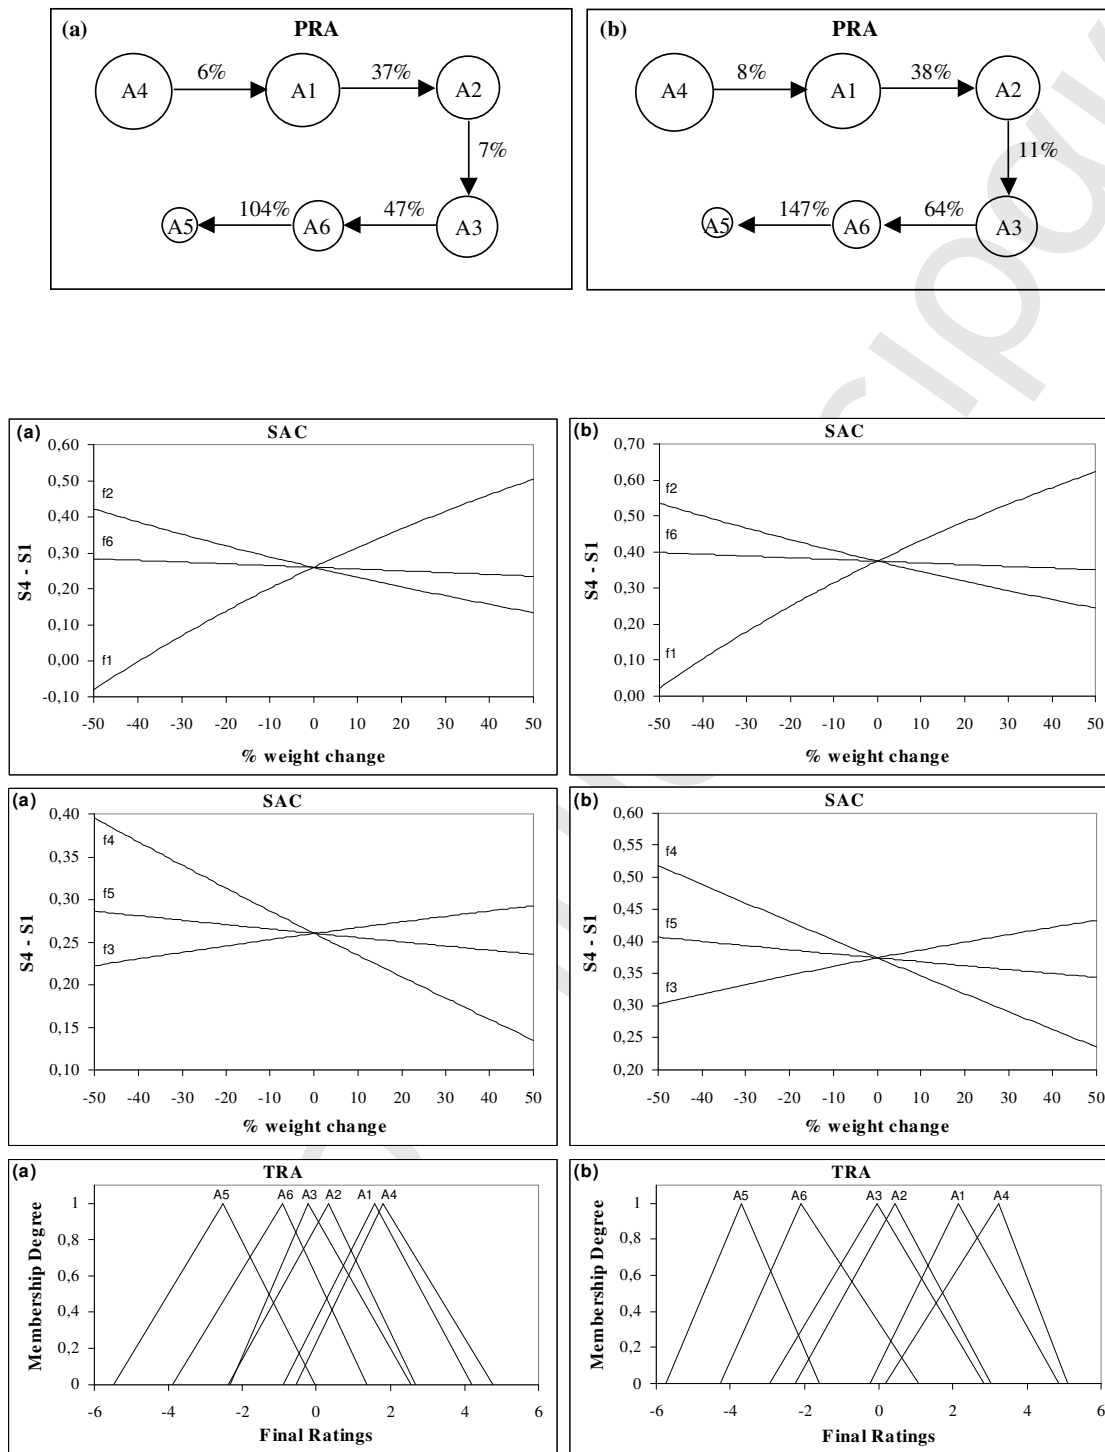 (a) PRA
A4 6% A1 37% A2
7%
A5 104% A6 47% A3
(b) PRA
A4 8% A1 38% A2
11%
A5 147% A6 64% A3
(a) SAC
0,60
0,50
0,40
0,30
0,20
0,10
0,00
-0,10
S4 - S1
f2
f6
f1
-50 -40 -30 -20 -10 0 10 20 30 40 50
% weight change
(b) SAC
0,70
0,60
0,50
0,40
0,30
0,20
0,10
0,00
S4 - S1
f2
f6
f1
-50 -40 -30 -20 -10 0 10 20 30 40 50
% weight change
(a) SAC
0,40
0,35
0,30
0,25
0,20
0,15
0,10
S4 - S1
f4
f5
f3
-50 -40 -30 -20 -10 0 10 20 30 40 50
% weight change
(b) SAC
0,60
0,55
0,50
0,45
0,40
0,35
0,30
0,25
0,20
S4 - S1
f4
f5
f3
-50 -40 -30 -20 -10 0 10 20 30 40 50
% weight change
(a) TRA
A5 A6 A3 A2 A1 A4
1
0,8
0,6
0,4
0,2
0
Membership Degree
-6 -4 -2 0 2 4 6
Final Ratings
(b) TRA
A5 A6 A3 A2 A1 A4
1
0,8
0,6
0,4
0,2
0
Membership Degree
-6 -4 -2 0 2 4 6
Final Ratings